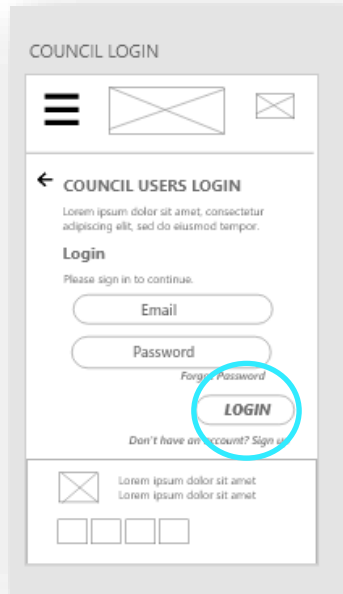 COUNCIL LOGIN
COUNCIL USERS LOGIN
Lorem ipsum dolor sit amet, consectetur
adipiscing elit, sed do eiusmod tempor.
Login
Please sign in to continue.
Email
Password
Forgot Password
LOGIN
Don't have an account? Sign up
Lorem ipsum dolor sit amet
Lorem ipsum dolor sit amet